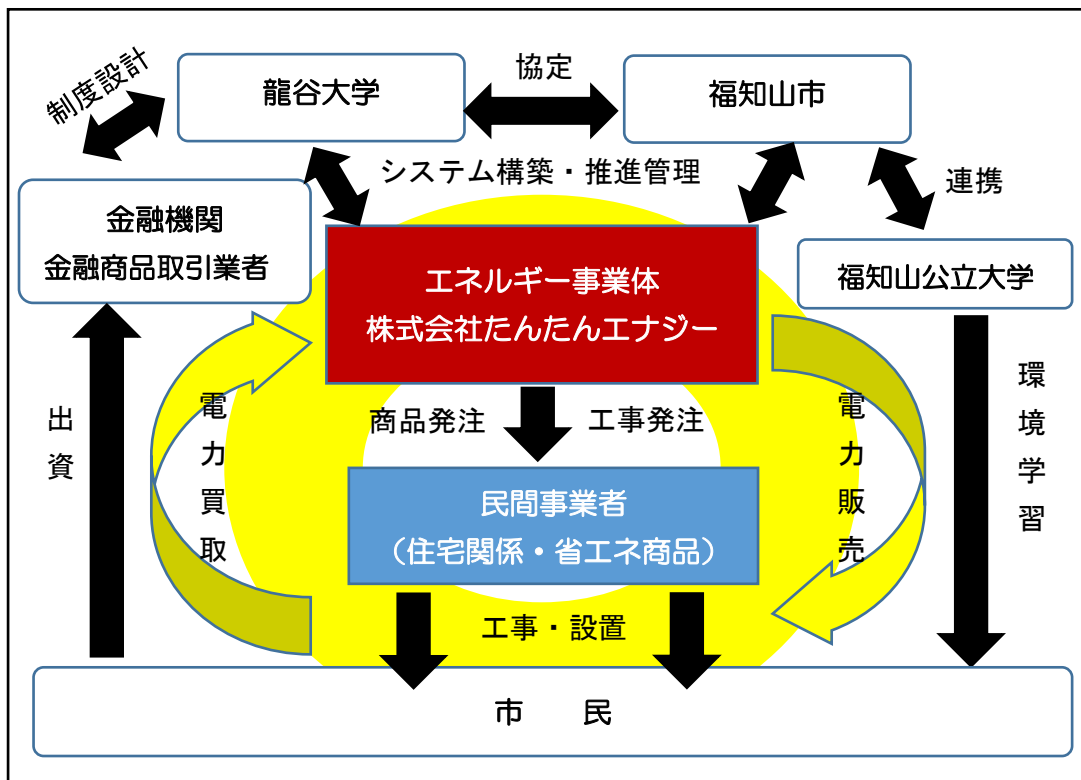 制度設計
龍谷大学
協定
福知山市
システム構築・推進管理
連携
金融機関
金融商品取引業者
エネルギー事業体
株式会社たんたんエナジー
福知山公立大学
出資
電力買取
商品発注
工事発注
電力販売
環境学習
民間事業者
（住宅関係・省エネ商品）
工事・設置
市　　民